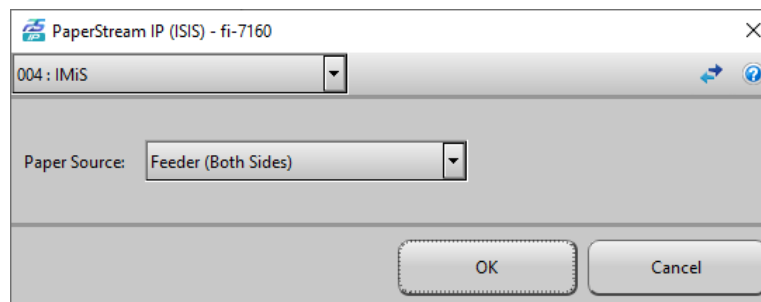 PaperStream IP (ISIS) - fi-7160
004 : IMiS
Paper Source: Feeder (Both Sides)
OK Cancel